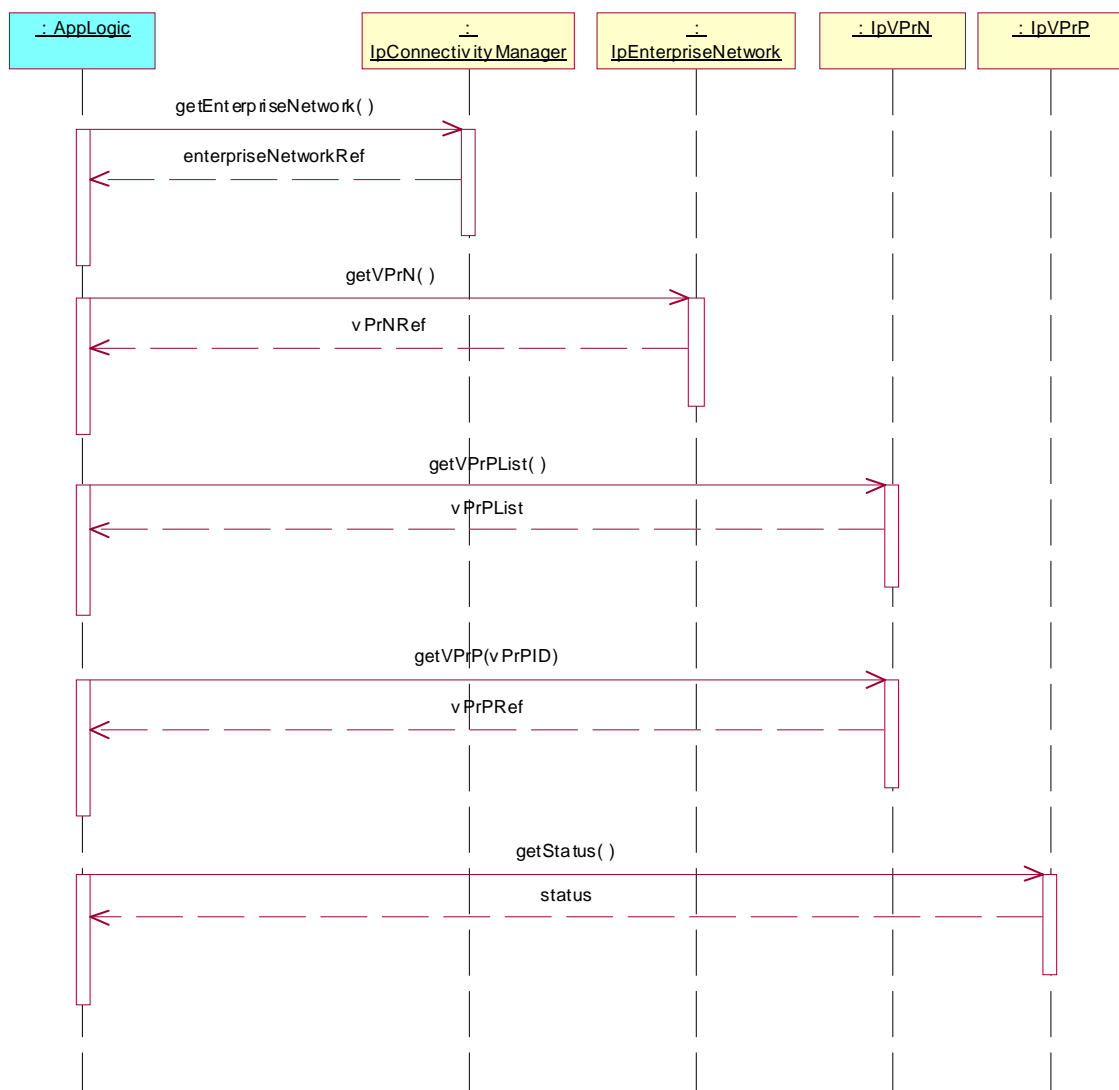 : AppLogic
:
IpConnectivityManager
:
IpEnterpriseNetwork
: IpVPrN
: IpVPrP
getEnterpriseNetwork( )
enterpriseNetworkRef
getVPrN( )
vPrNRef
getVPrPList( )
vPrPList
getVPrP(vPrPID)
vPrPRef
getStatus( )
status